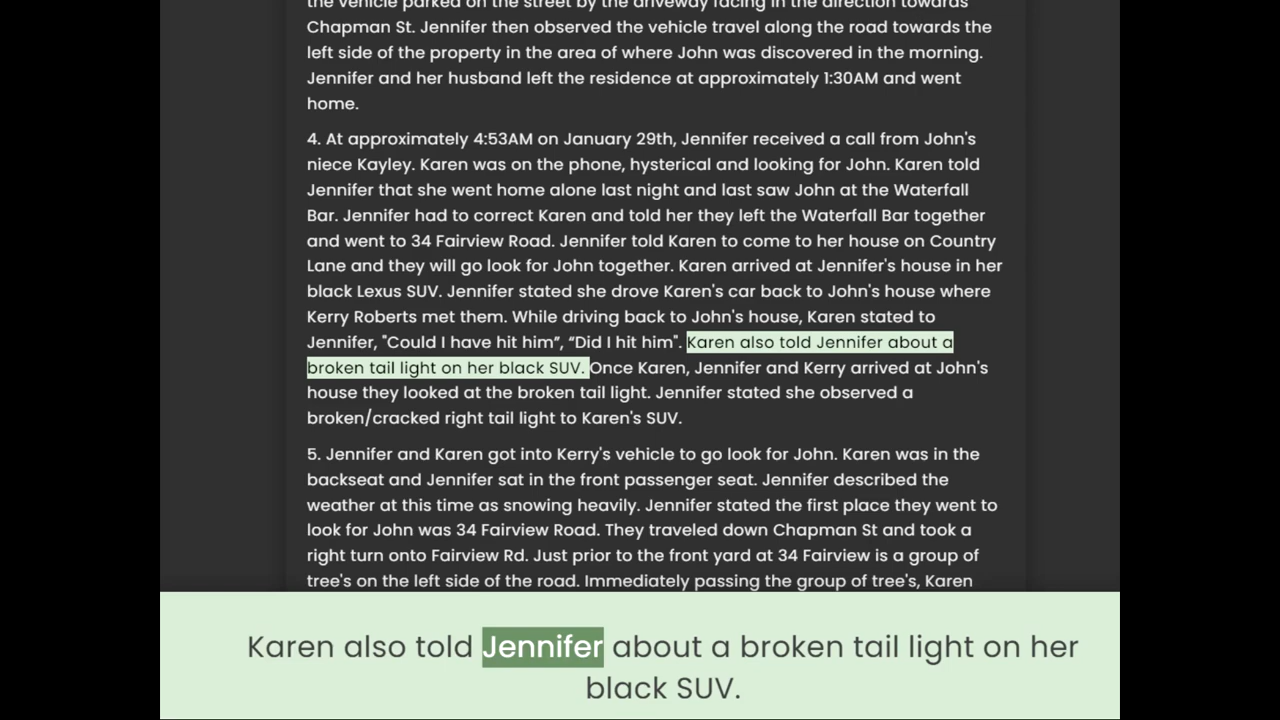 the vehicle parked on the street by the driveway facing in the direction towards
Chapman St. Jennifer then observed the vehicle travel along the road towards the
left side of the property in the area of where John was discovered in the morning.
Jennifer and her husband left the residence at approximately 1:30AM and went
home.
4. At approximately 4:53AM on January 29th, Jennifer received a call from John's
niece Kayley. Karen was on the phone, hysterical and looking for John. Karen told
Jennifer that she went home alone last night and last saw John at the Waterfall
Bar. Jennifer had to correct Karen and told her they left the Waterfall Bar together
and went to 34 Fairview Road. Jennifer told Karen to come to her house on Country
Lane and they will go look for John together. Karen arrived at Jennifer's house in her
black Lexus SUV. Jennifer stated she drove Karen's car back to John's house where
Kerry Roberts met them. While driving back to John's house, Karen stated to
Jennifer, "Could I have hit him”, “Did I hit him". Karen also told Jennifer about a
broken tail light on her black SUV. Once Karen, Jennifer and Kerry arrived at John's
house they looked at the broken tail light. Jennifer stated she observed a
broken/cracked right tail light to Karen's SUV.
5. Jennifer and Karen got into Kerry's vehicle to go look for John. Karen was in the
backseat and Jennifer sat in the front passenger seat. Jennifer described the
weather at this time as snowing heavily. Jennifer stated the first place they went to
look for John was 34 Fairview Road. They traveled down Chapman St and took a
right turn onto Fairview Rd. Just prior to the front yard at 34 Fairview is a group of
tree's on the left side of the road. Immediately passing the group of tree's, Karen
Karen also told Jennifer about a broken tail light on her
black SUV.